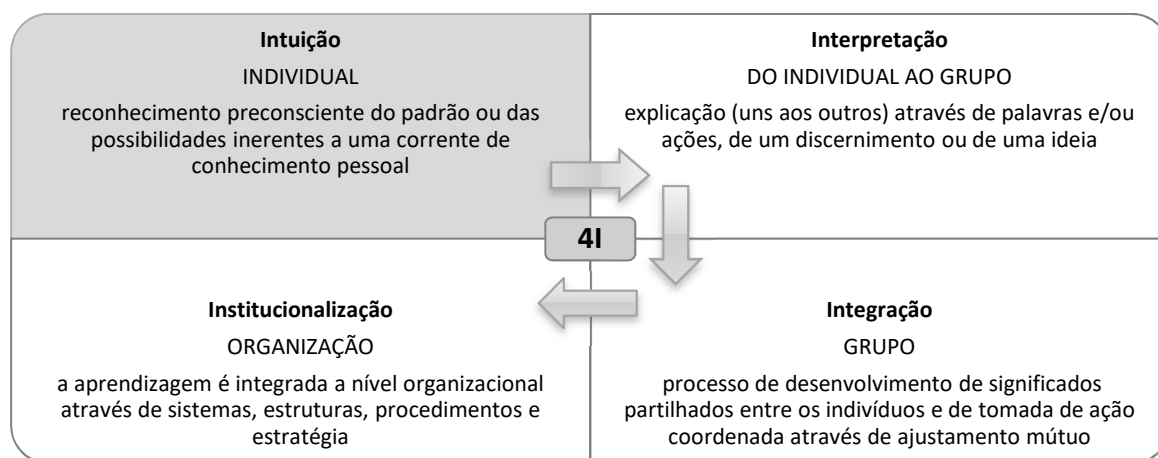 Intuição
INDIVIDUAL
reconhecimento preconsciente do padrão ou das
possibilidades inerentes a uma corrente de
conhecimento pessoal
Interpretação
DO INDIVIDUAL AO GRUPO
explicação (uns aos outros) através de palavras e/ou
ações, de um discernimento ou de uma ideia
4I
Institucionalização
ORGANIZAÇÃO
a aprendizagem é integrada a nível organizacional
através de sistemas, estruturas, procedimentos e
estratégia
Integração
GRUPO
processo de desenvolvimento de significados
partilhados entre os indivíduos e de tomada de ação
coordenada através de ajustamento mútuo